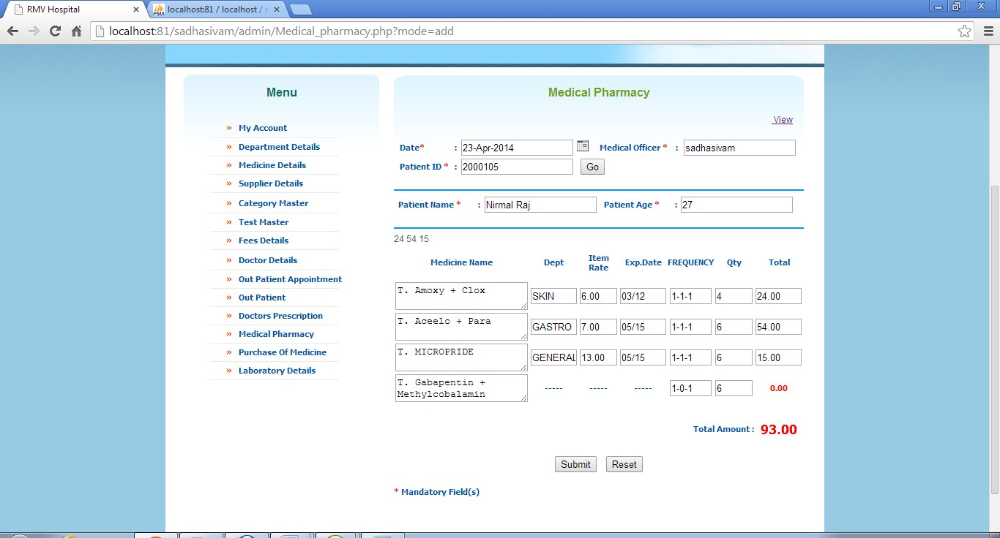 RMV Hospital
localhost:81 / localhost /
localhost:81/sadhasivam/admin/Medical_pharmacy.php?mode=add
Menu
» My Account
» Department Details
» Medicine Details
» Supplier Details
» Category Master
» Test Master
» Fees Details
» Doctor Details
» Out Patient Appointment
» Out Patient
» Doctors Prescription
» Medical Pharmacy
» Purchase Of Medicine
» Laboratory Details
Medical Pharmacy
View
Date* : 23-Apr-2014 Medical Officer * : sadhasivam
Patient ID * : 2000105 Go
Patient Name * : Nirmal Raj Patient Age * : 27
24 54 15
Medicine Name Dept Item Rate Exp.Date FREQUENCY Qty Total
T. Amoxy + Clox SKIN 6.00 03/12 1-1-1 4 24.00
T. Aceelo + Para GASTRO 7.00 05/15 1-1-1 6 54.00
T. MICROPRIDE GENERAL 13.00 05/15 1-1-1 6 15.00
T. Gabapentin + ----- ----- ----- 1-0-1 6 0.00
Methylcobalamin
Total Amount : 93.00
Submit Reset
* Mandatory Field(s)